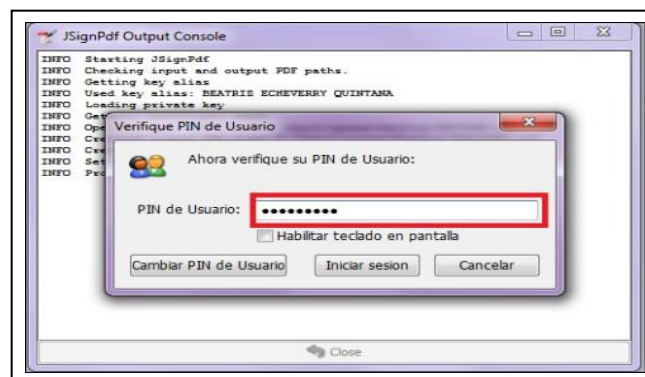 JSignPdf Output Console
INFO Starting JSignPdf
INFO Checking input and output PDF paths.
INFO Getting key alias
INFO Used key alias: BEATRIS ECHEVERRY QUINTANA
INFO Loading private key
INFO Get
INFO Ope
INFO Cre
INFO Cre
INFO Set
INFO Pro
Verifique PIN de Usuario
Ahora verifique su PIN de Usuario:
PIN de Usuario: •••••••••
Habilitar teclado en pantalla
Cambiar PIN de Usuario Iniciar sesion Cancelar
Close